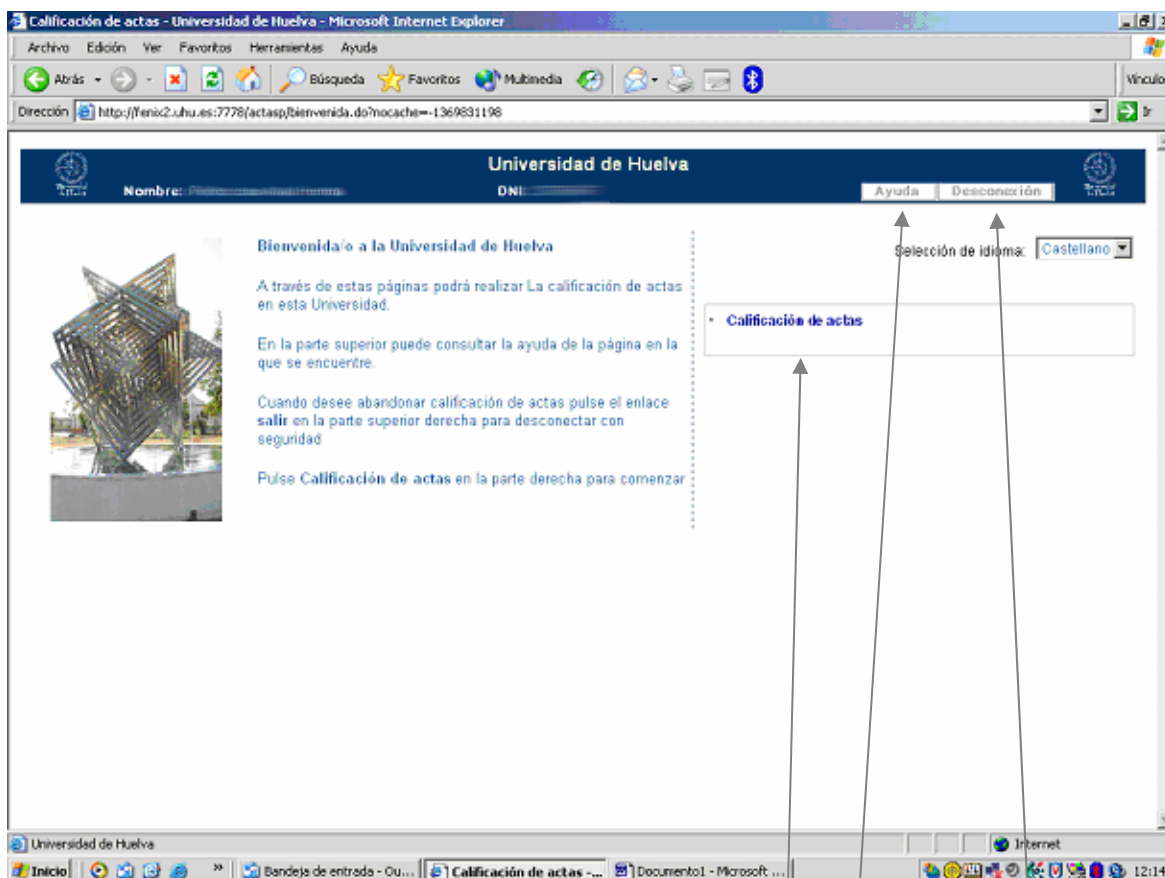 Calificación de actas - Universidad de Huelva - Microsoft Internet Explorer
Archivo Edición Ver Favoritos Herramientas Ayuda
Atrás Búsqueda Favoritos Multimedia Vínculo
Dirección http://fenix2.uhu.es:7778/actasp/bienvenida.do?nocache=-1369831198 Ir
Universidad de Huelva
Nombre: DNI: Ayuda Desconexión
Bienvenida/o a la Universidad de Huelva
Selección de idioma: Castellano
A través de estas páginas podrá realizar La calificación de actas
en esta Universidad.
En la parte superior puede consultar la ayuda de la página en la
que se encuentre.
Cuando desee abandonar calificación de actas pulse el enlace
salir en la parte superior derecha para desconectar con
seguridad
Pulse Calificación de actas en la parte derecha para comenzar
Calificación de actas
Universidad de Huelva Internet
Inicio » Bandeja de entrada - Ou... Calificación de actas -... Documento1 - Microsoft ... 12:14